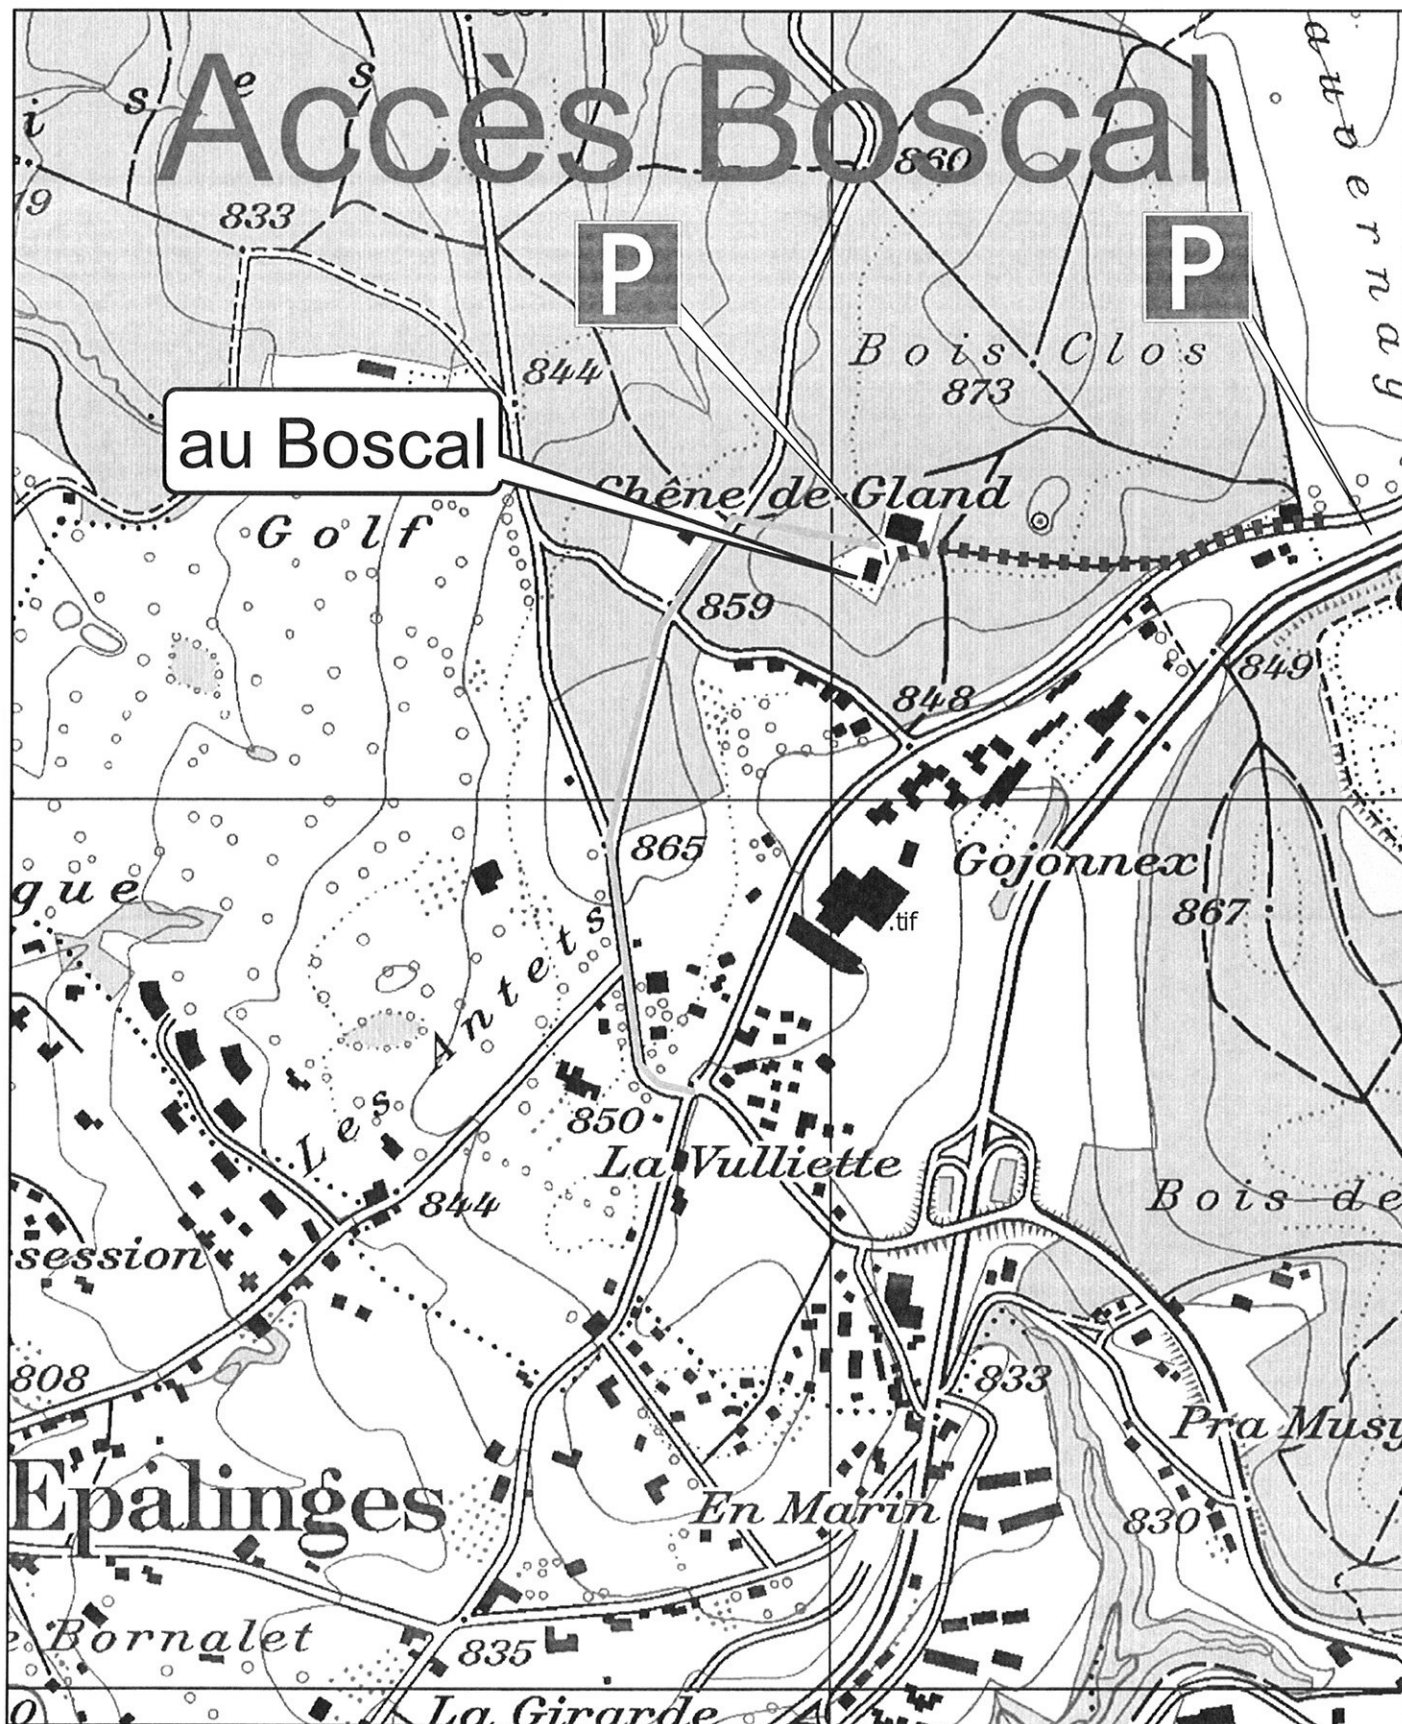 Accès Boscal
i s e s
860
19
833
P
P
auvernay
Bois Clos
844
873
au Boscal
Chêne de Gland
Golf
859
849
848
865
Gojonnex
gue
867
.tif
Les Antets
850
La Vulliette
844
Bois de
session
808
833
Pra Musy
Epalinges
En Marin
830
e Bornalet
835
La Girarde